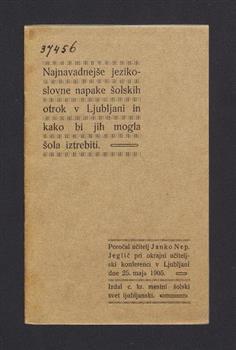 37456
Najnavadnejše jeziko-
slovne napake šolskih
otrok v Ljubljani in
kako bi jih mogla
šola iztrebiti.
Poročal učitelj Janko Nep.
Jeglič pri okrajni učitelj-
ski konferenci v Ljubljani
dne 25. maja 1905.
Izdal c. kr. mestni šolski
svet ljubljanski.